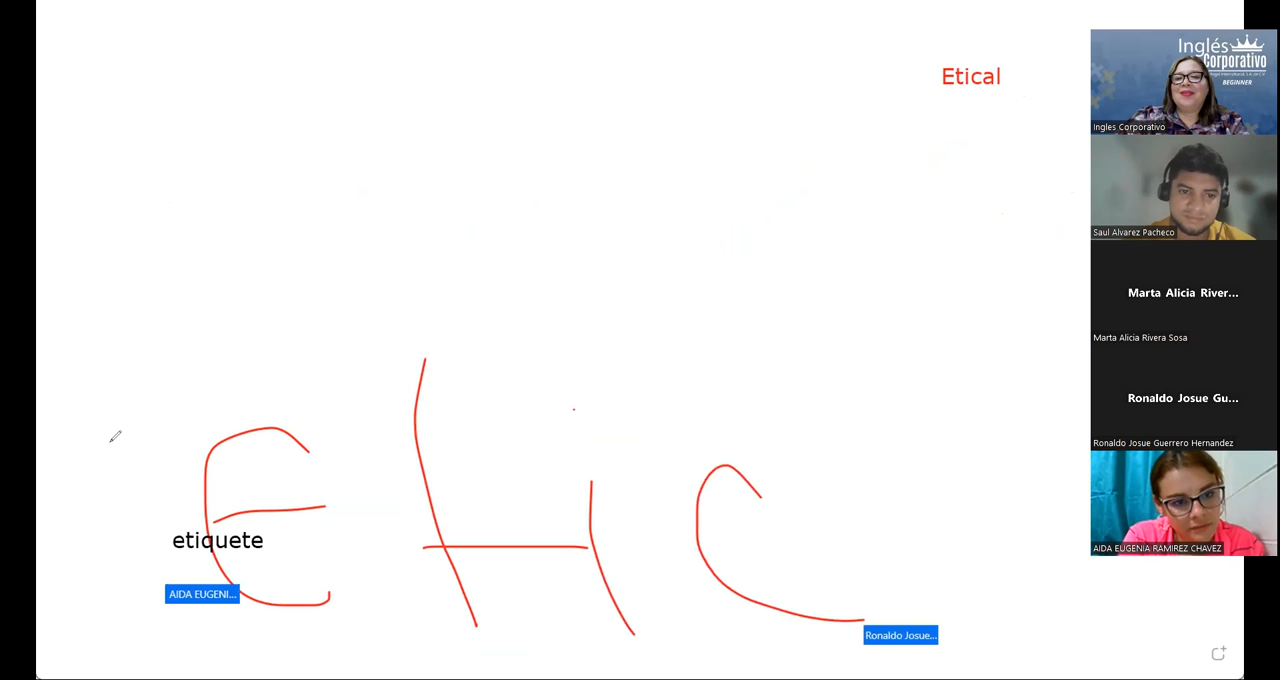 Etical
Inglés
Corporativo
BEGINNER
Ingles Corporativo
Saul Alvarez Pacheco
Marta Alicia River...
Marta Alicia Rivera Sosa
Ronaldo Josue Gu...
Ronaldo Josue Guerrero Hernandez
EHC
etiquete
AIDA EUGENIA RAMIREZ CHAVEZ
AIDA EUGENI...
Ronaldo Josue...